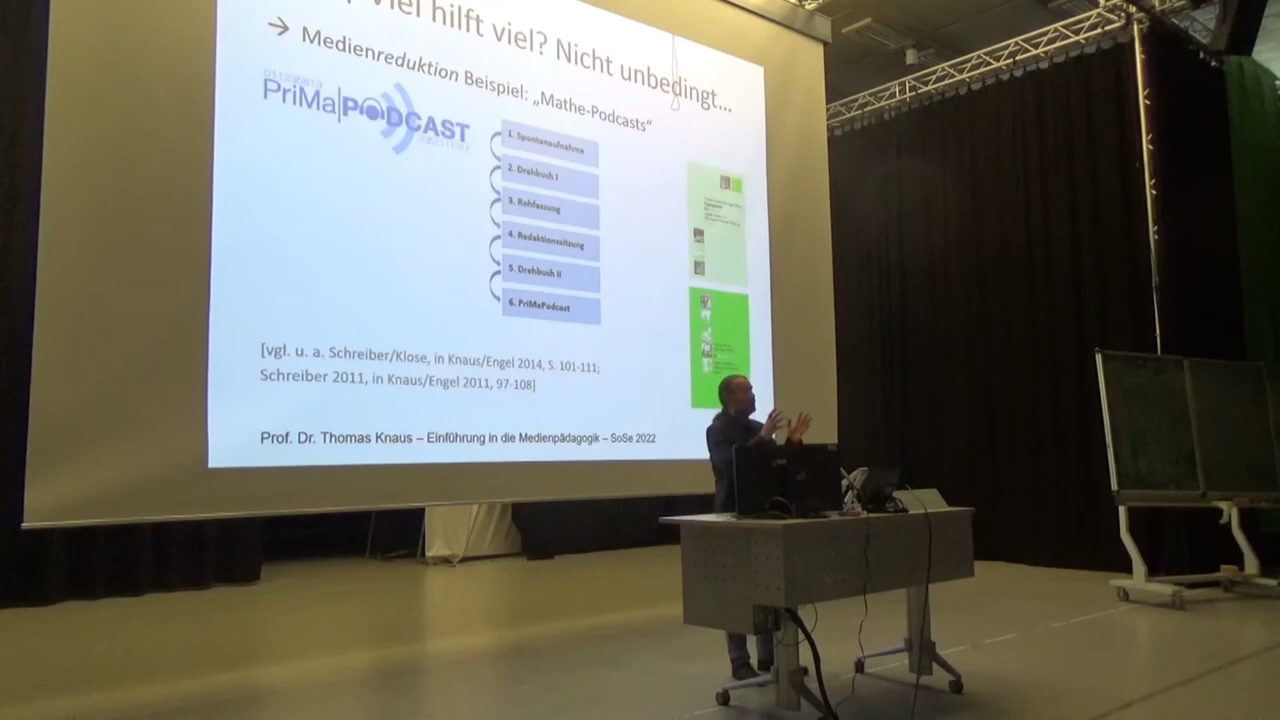 viel hilft viel? Nicht unbedingt...
→ Medienreduktion Beispiel: „Mathe-Podcasts“
PriMa|PODCAST
1. Spontanaufnahme
2. Drehbuch I
3. Rohfassung
4. Redaktionssitzung
5. Drehbuch II
6. PriMaPodcast
[vgl. u. a. Schreiber/Klose, in Knaus/Engel 2014, S. 101-111;
Schreiber 2011, in Knaus/Engel 2011, 97-108]
Prof. Dr. Thomas Knaus – Einführung in die Medienpädagogik – SoSe 2022